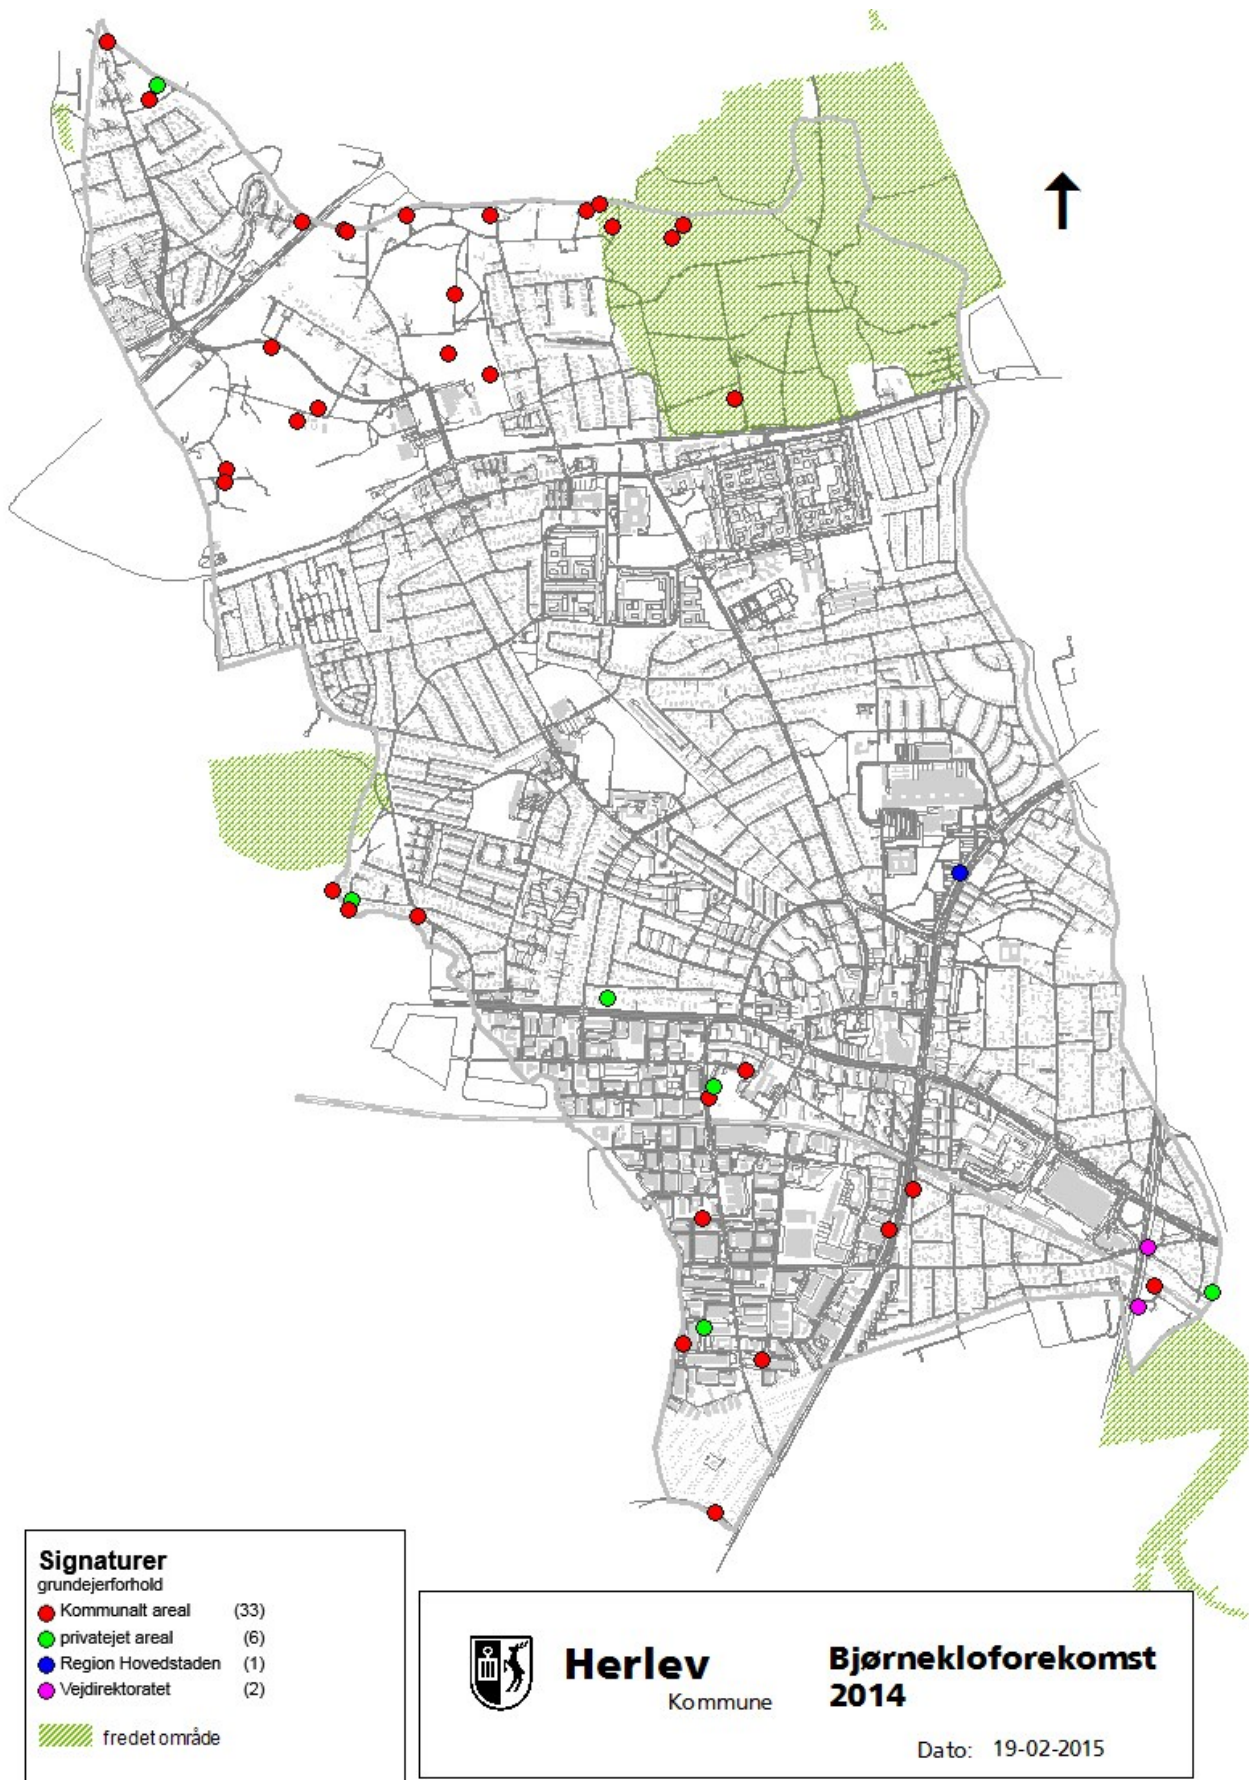 Signaturer
grundejerforhold
Kommunalt areal (33)
privatejet areal (6)
Region Hovedstaden (1)
Vejdirektoratet (2)
fredet område
Herlev
Kommune
Bjørnekloforekomst
2014
Dato: 19-02-2015